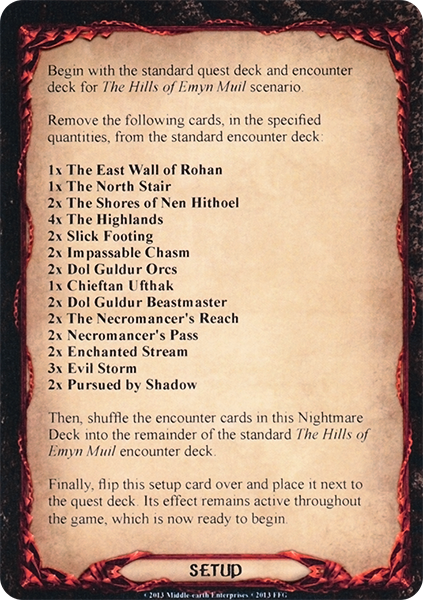 Begin with the standard quest deck and encounter
deck for The Hills of Emyn Muil scenario.
Remove the following cards, in the specified
quantities, from the standard encounter deck:
1x The East Wall of Rohan
1x The North Stair
2x The Shores of Nen Hithoel
4x The Highlands
2x Slick Footing
2x Impassable Chasm
2x Dol Guldur Orcs
1x Chieftan Ufthak
2x Dol Guldur Beastmaster
2x The Necromancer's Reach
2x Necromancer's Pass
2x Enchanted Stream
3x Evil Storm
2x Pursued by Shadow
Then, shuffle the encounter cards in this Nightmare
Deck into the remainder of the standard The Hills of
Emyn Muil encounter deck.
Finally, flip this setup card over and place it next to
the quest deck. Its effect remains active throughout
the game, which is now ready to begin.
SETUP
©2013 Middle-earth Enterprises ©2013 FFG